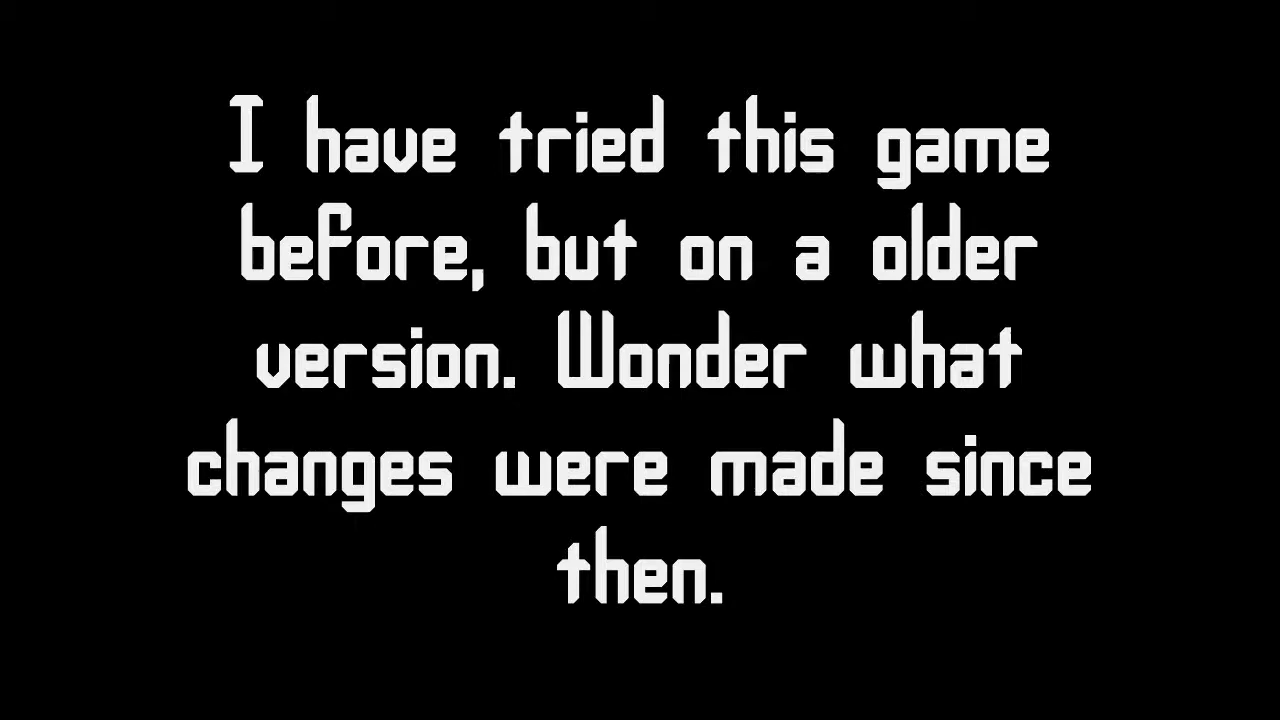 I have tried this game
before, but on a older
version. Wonder what
changes were made since
then.